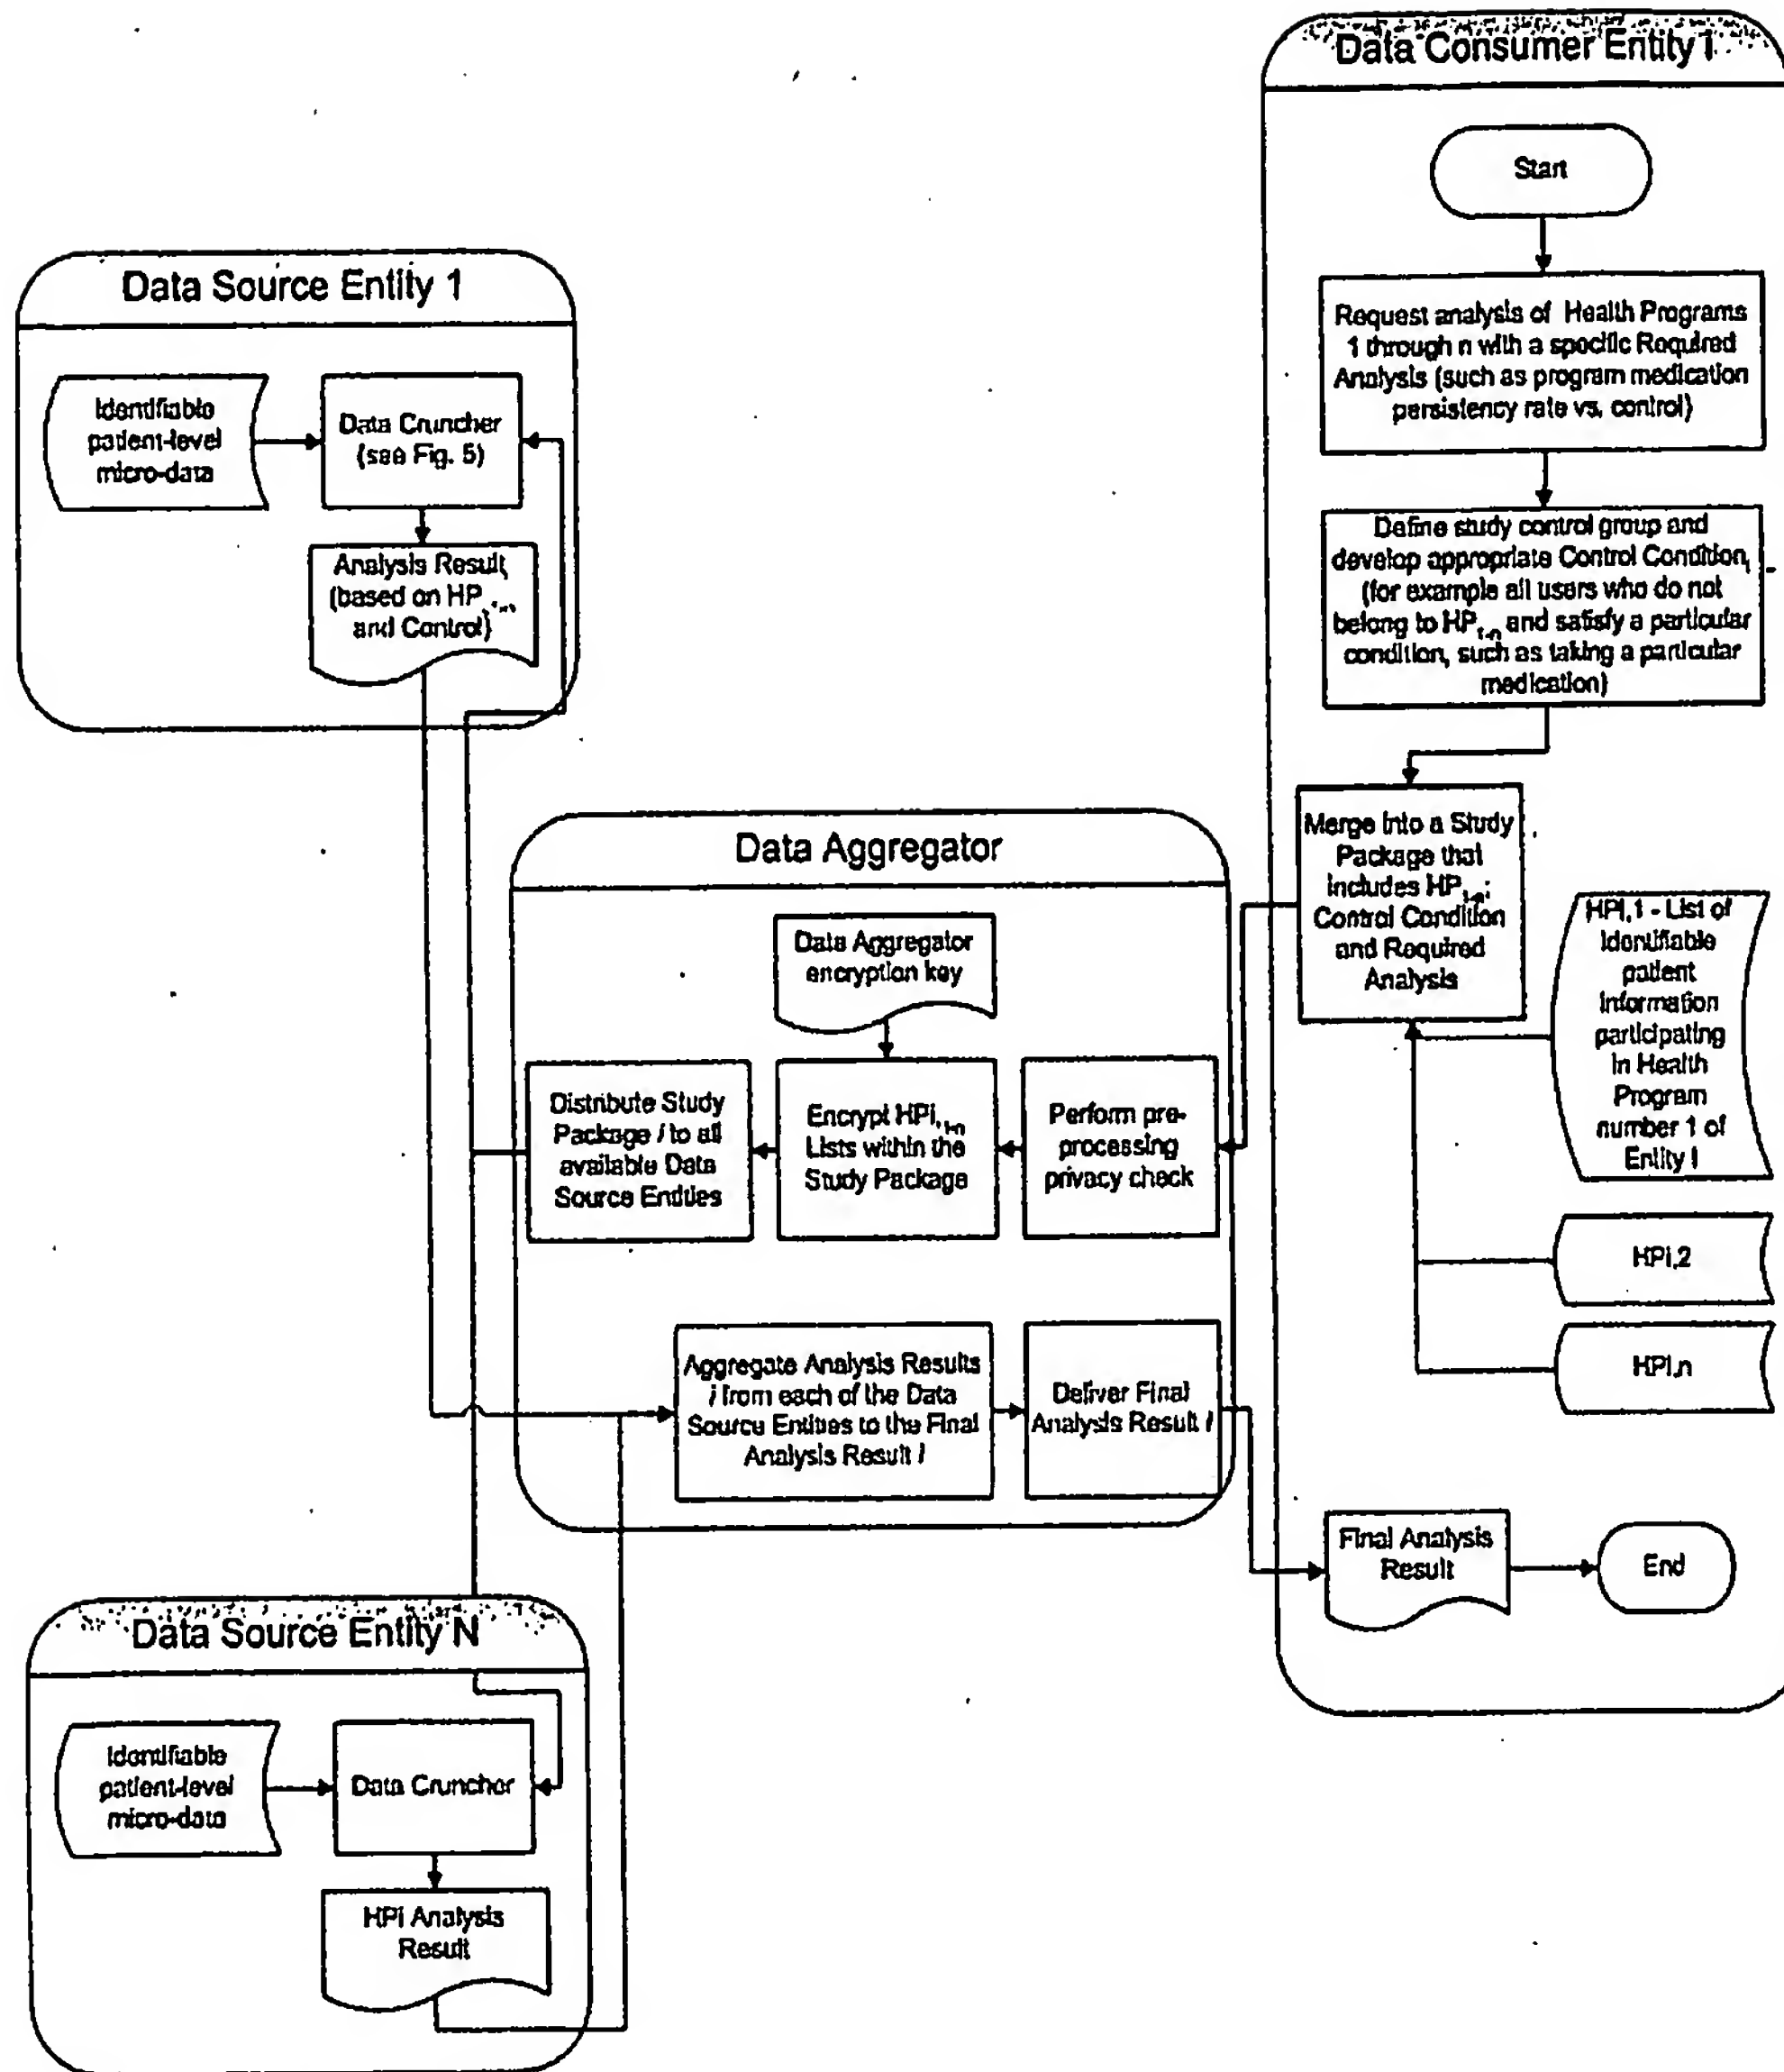 Data Consumer Entity i
Start
Request analysis of Health Programs
1 through n with a specific Required
Analysis (such as program medication
persistency rate vs. control)
Define study control group and
develop appropriate Control Condition,
(for example all users who do not
belong to HP and satisfy a particular
condition, such as taking a particular
medication)
Merge into a Study
Package that
includes HP
Control Condition
and Required
Analysis
HPi,1 - List of
Identifiable
patient
Information
participating
in Health
Program
number 1 of
Entity i
HPi,2
HPi,n
Final Analysis
Result
End
Data Source Entity 1
Identifiable
patient-level
micro-data
Data Cruncher
(see Fig. 5)
Analysis Result
(based on HP
and Control)
Data Aggregator
Data Aggregator
encryption key
Distribute Study
Package i to all
available Data
Source Entities
Encrypt HPi,1-n
Lists within the
Study Package
Perform pre-
processing
privacy check
Aggregate Analysis Results
i from each of the Data
Source Entities to the Final
Analysis Result i
Deliver Final
Analysis Result i
Data Source Entity N
Identifiable
patient-level
micro-data
Data Cruncher
HPi Analysis
Result